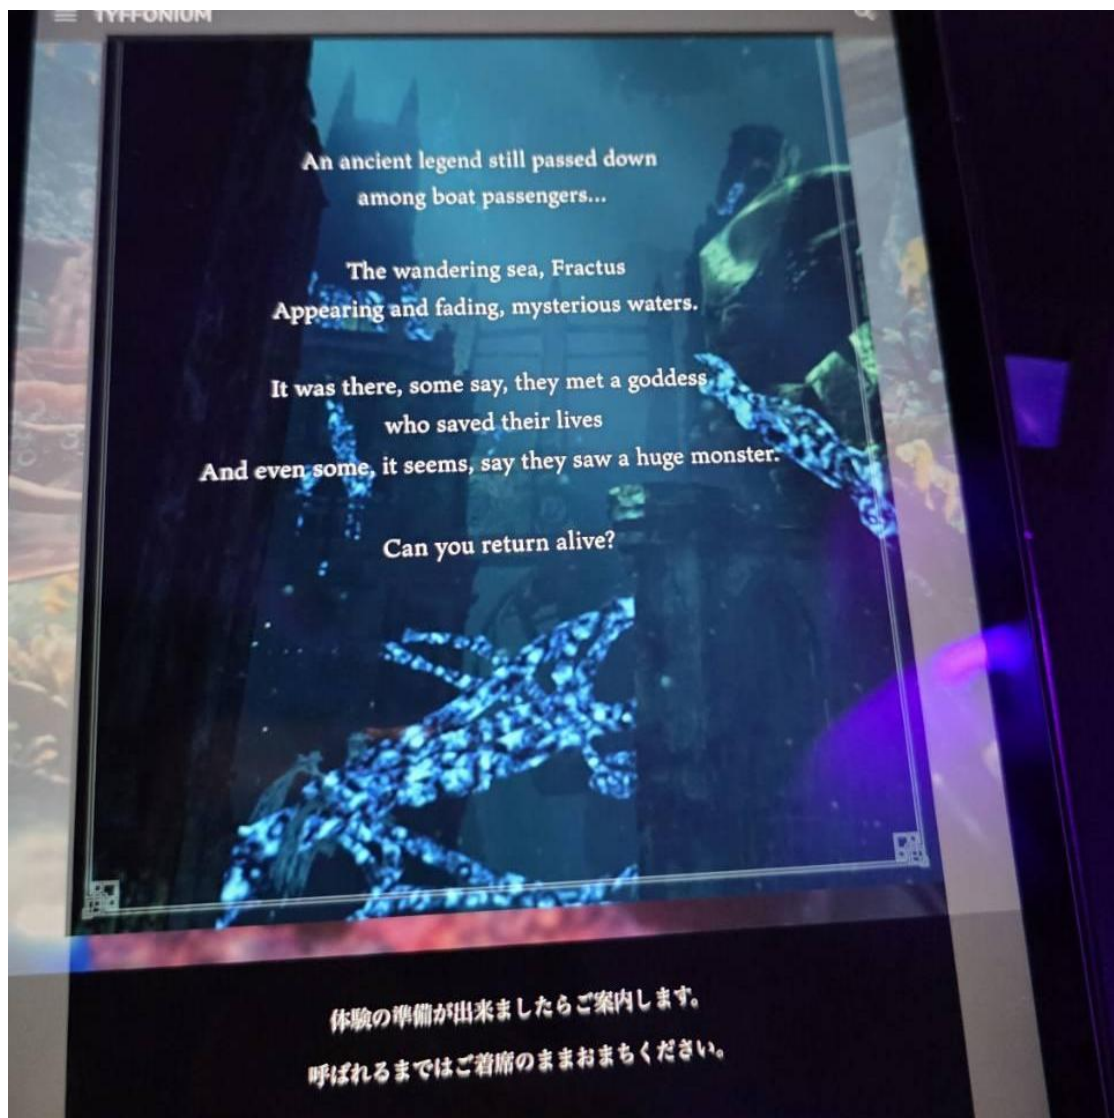 TYFFONIUM
An ancient legend still passed down
among boat passengers...
The wandering sea, Fractus
Appearing and fading, mysterious waters.
It was there, some say, they met a goddess
who saved their lives
And even some, it seems, say they saw a huge monster.
Can you return alive?
体験の準備が出来ましたらご案内します。
呼ばれるまではご着席のままおまちください。